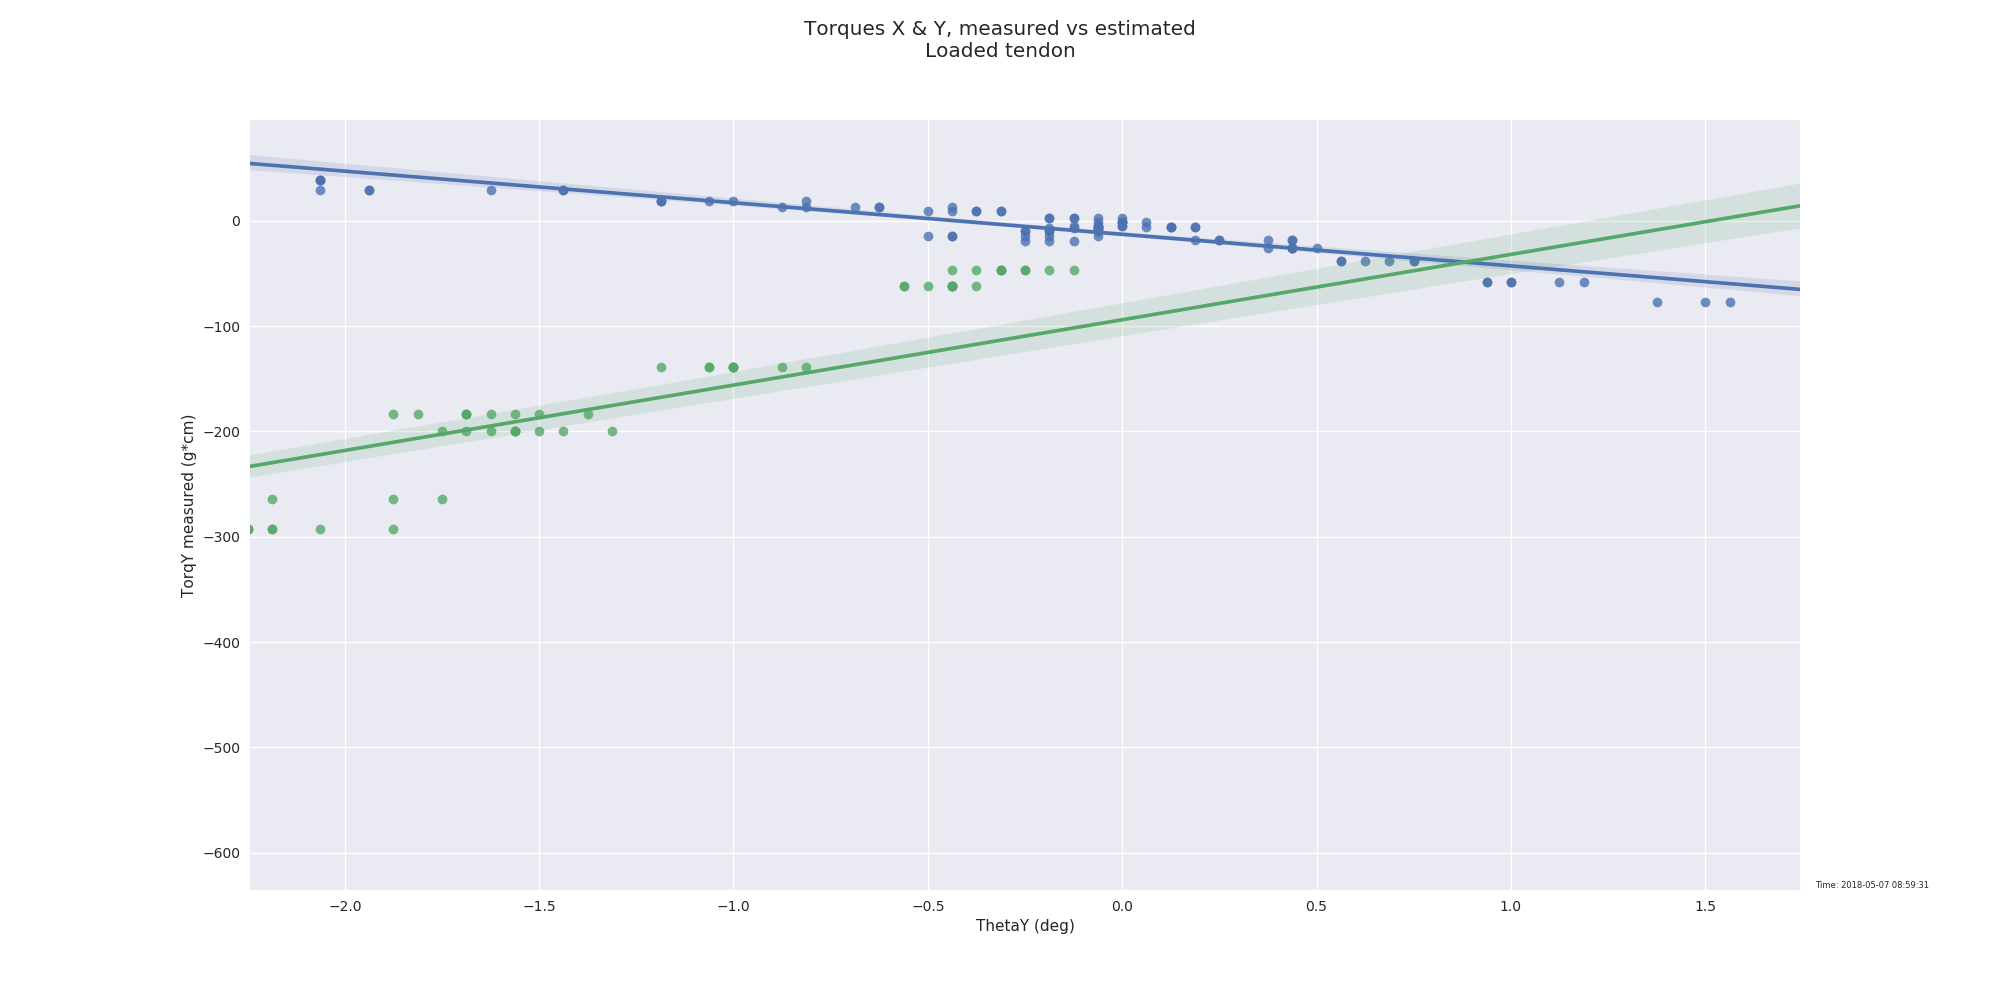 Torques X & Y, measured vs estimated
Loaded tendon
TorqY measured (g*cm)
0
−100
−200
−300
−400
−500
−600
−2.0 −1.5 −1.0 −0.5 0.0 0.5 1.0 1.5
ThetaY (deg)
Time: 2018-05-07 08:59:31